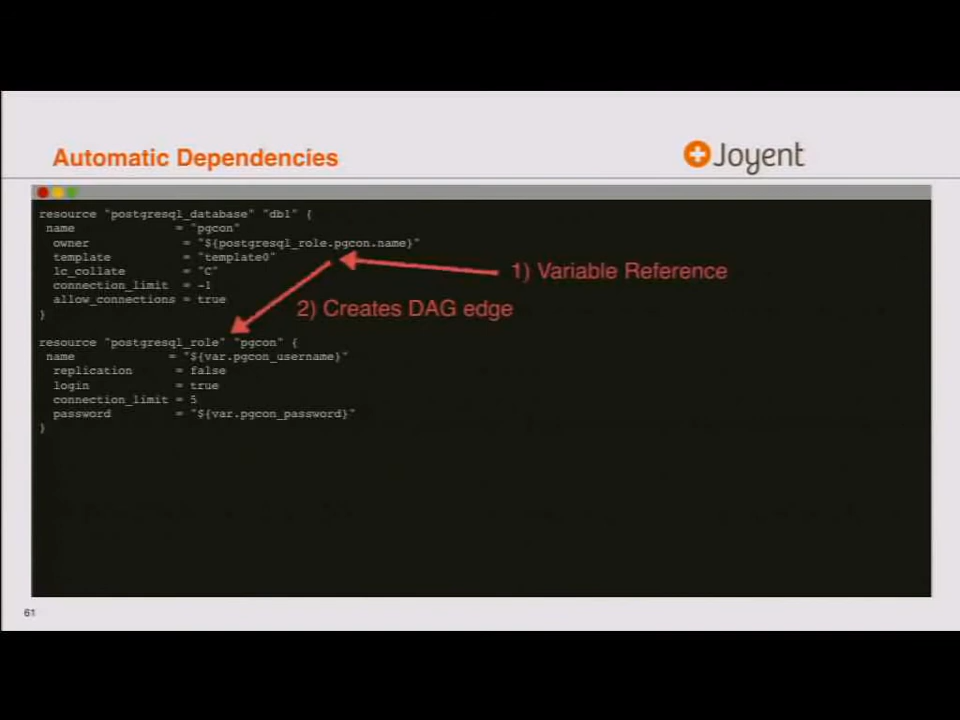 Automatic Dependencies
Joyent
resource "postgresql_database" "db1" {
name = "pgcon"
owner = "${postgresql_role.pgcon.name}"
template = "template0"
lc_collate = "C"
connection_limit = -1
allow_connections = true
}
1) Variable Reference
2) Creates DAG edge
resource "postgresql_role" "pgcon" {
name = "${var.pgcon_username}"
replication = false
login = true
connection_limit = 5
password = "${var.pgcon_password}"
}
61